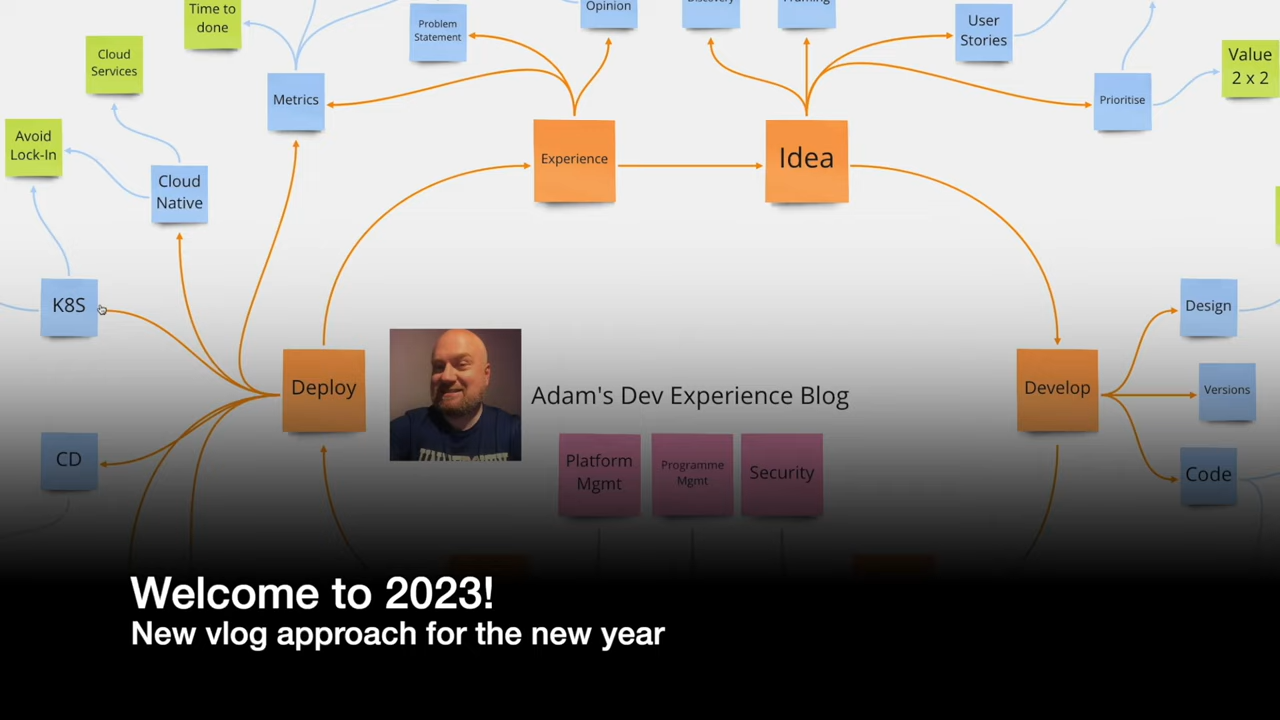 Time to
done
Opinion
Discovery
Framing
Problem
Statement
User
Stories
Cloud
Services
Value
2 x 2
Metrics
Prioritise
Avoid
Lock-In
Experience
Idea
Cloud
Native
K8S
Design
Deploy
Develop
Versions
Adam's Dev Experience Blog
CD
Platform
Mgmt
Programme
Mgmt
Security
Code
Welcome to 2023!
New vlog approach for the new year